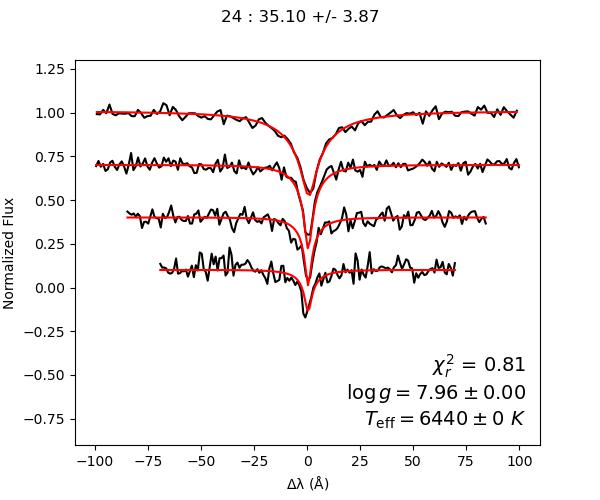 24 : 35.10 +/- 3.87
1.25
1.00
0.75
0.50
0.25
0.00
−0.25
−0.50
−0.75
Normalized Flux
χ²ᵣ = 0.81
log g = 7.96 ± 0.00
T_eff = 6440 ± 0 K
−100 −75 −50 −25 0 25 50 75 100
Δλ (Å)